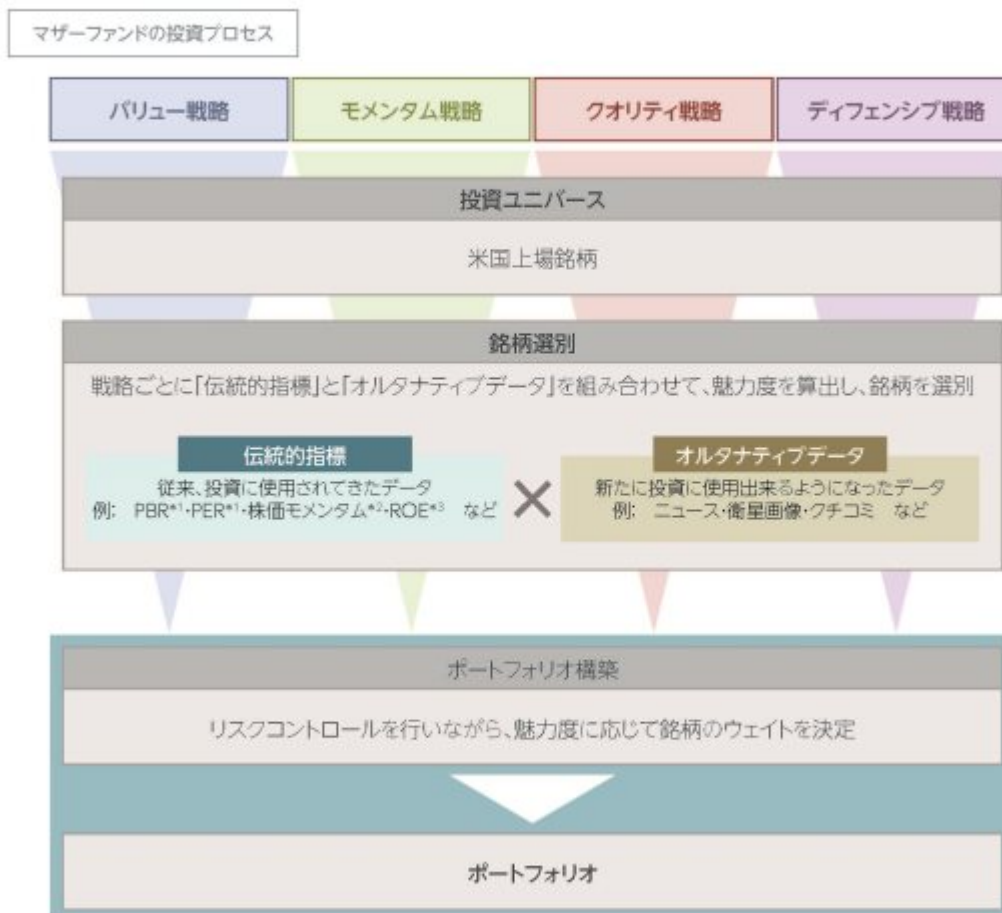 マザーファンドの投資プロセス
バリュー戦略
モメンタム戦略
クオリティ戦略
ディフェンシブ戦略
投資ユニバース
米国上場銘柄
銘柄選別
戦略ごとに「伝統的指標」と「オルタナティブデータ」を組み合わせて、魅力度を算出し、銘柄を選別
伝統的指標
従来、投資に使用されてきたデータ
例: PBR*1・PER*1・株価モメンタム*2・ROE*3 など
×
オルタナティブデータ
新たに投資に使用出来るようになったデータ
例: ニュース・衛星画像・クチコミ など
ポートフォリオ構築
リスクコントロールを行いながら、魅力度に応じて銘柄のウェイトを決定
ポートフォリオ